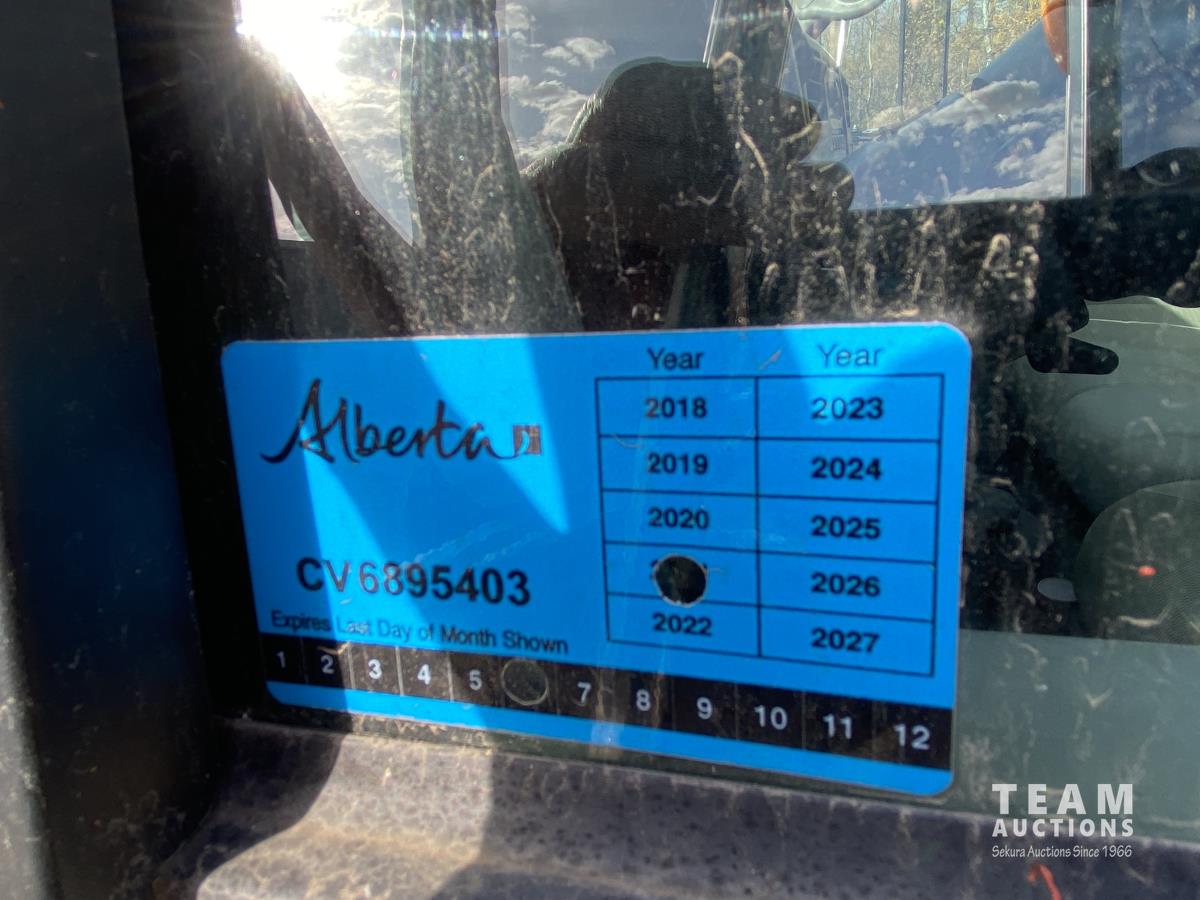 Alberta
CV6895403
Expires Last Day of Month Shown
Year Year
2018 2023
2019 2024
2020 2025
2026
2022 2027
1 2 3 4 5 7 8 9 10 11 12
TEAM
AUCTIONS
Sekura Auctions Since 1966